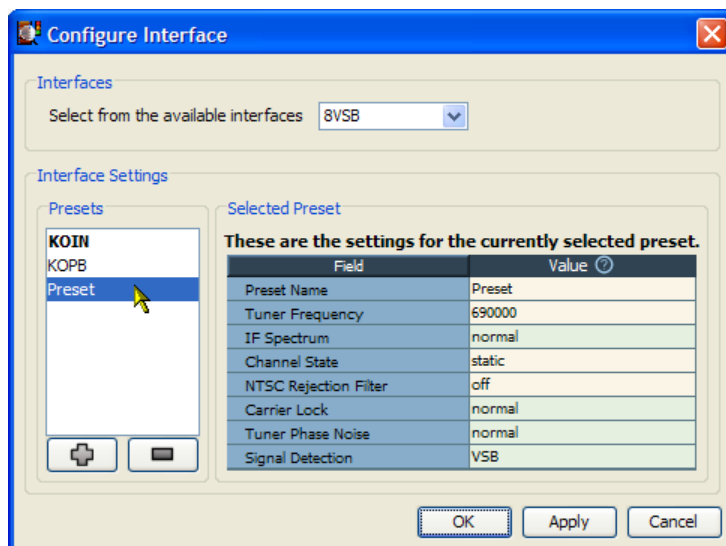 Configure Interface
Interfaces
Select from the available interfaces 8VSB
Interface Settings
Presets
KOIN
KOPB
Preset
Selected Preset
These are the settings for the currently selected preset.
Field Value ?
Preset Name Preset
Tuner Frequency 690000
IF Spectrum normal
Channel State static
NTSC Rejection Filter off
Carrier Lock normal
Tuner Phase Noise normal
Signal Detection VSB
OK Apply Cancel